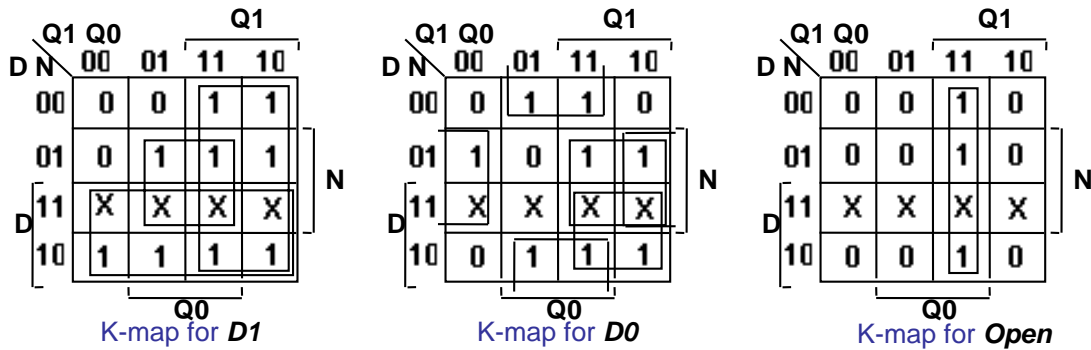 Q1
Q1 Q0
D N 00 01 11 10
00 0 0 1 1
01 0 1 1 1
N
D 11 X X X X
10 1 1 1 1
Q0
K-map for D1
Q1
Q1 Q0
D N 00 01 11 10
00 0 1 1 0
01 1 0 1 1
N
D 11 X X X X
10 0 1 1 1
Q0
K-map for D0
Q1
Q1 Q0
D N 00 01 11 10
00 0 0 1 0
01 0 0 1 0
N
D 11 X X X X
10 0 0 1 0
Q0
K-map for Open